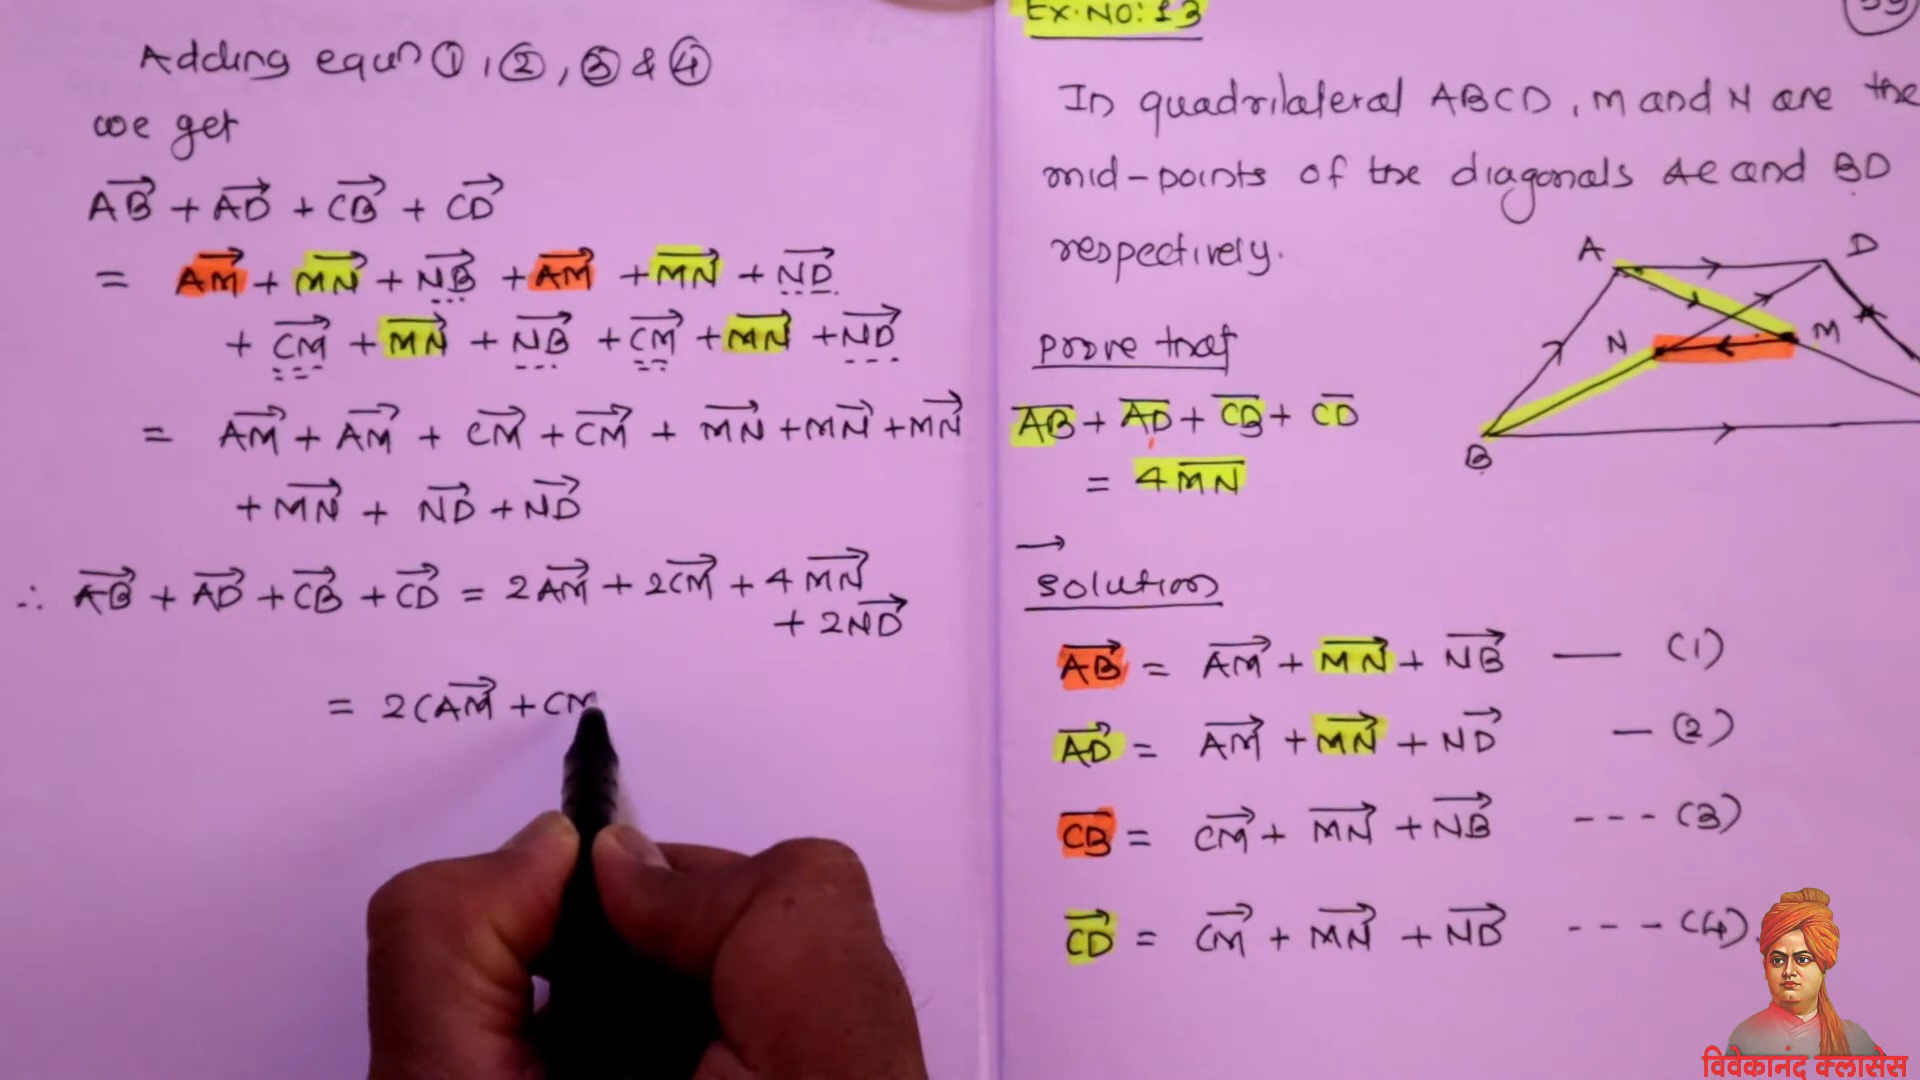 Adding equn ①, ②, ③ & ④
we get
AB + AD + CB + CD
= AM + MN + NB + AM + MN + ND
+ CM + MN + NB + CM + MN + ND
= AM + AM + CM + CM + MN + MN + MN
+ MN + ND + ND
∴ AB + AD + CB + CD = 2AM + 2CM + 4MN
+ 2ND
= 2(AM + CM
Ex. NO: 13
In quadrilateral ABCD, M and N are the
mid-points of the diagonals AC and BD
respectively.
A D
N M
B
Prove that
AB + AD + CB + CD
= 4MN
→
Solution
AB = AM + MN + NB — (1)
AD = AM + MN + ND — (2)
CB = CM + MN + NB --- (3)
CD = CM + MN + ND --- (4).
विवेकानंद क्लासेस